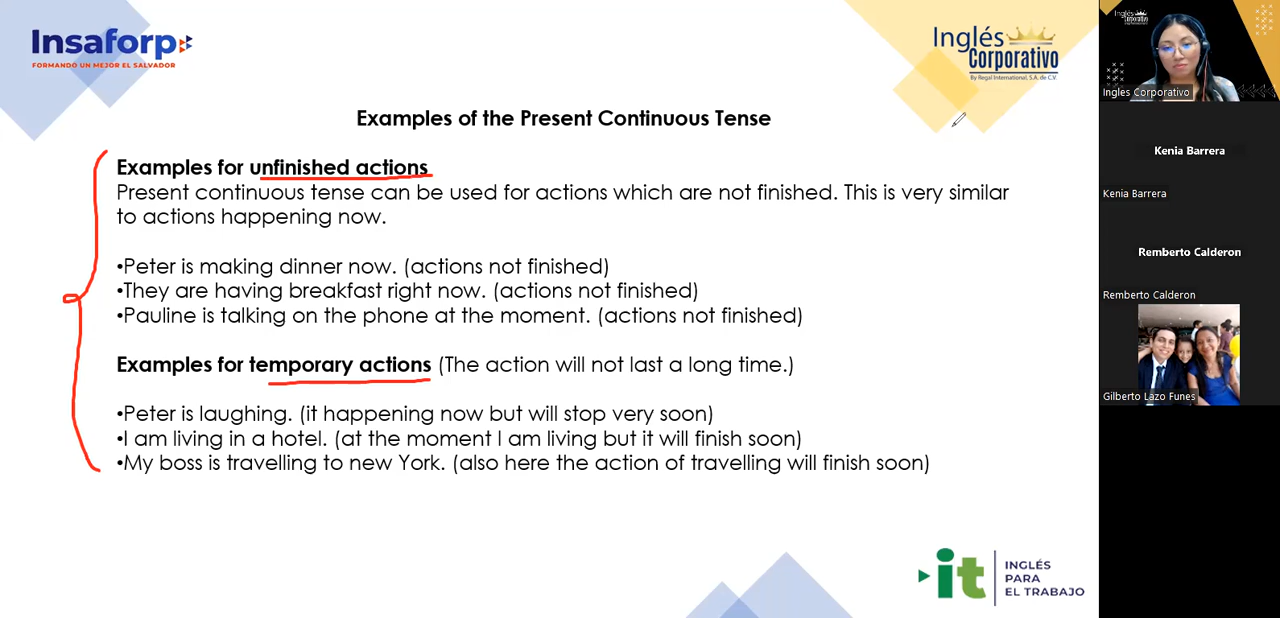 Insaforp
FORMANDO UN MEJOR EL SALVADOR
Inglés
Corporativo
By Regal International, S.A. de C.V.
Examples of the Present Continuous Tense
Examples for unfinished actions
Present continuous tense can be used for actions which are not finished. This is very similar
to actions happening now.
•Peter is making dinner now. (actions not finished)
•They are having breakfast right now. (actions not finished)
•Pauline is talking on the phone at the moment. (actions not finished)
Examples for temporary actions (The action will not last a long time.)
•Peter is laughing. (it happening now but will stop very soon)
•I am living in a hotel. (at the moment I am living but it will finish soon)
•My boss is travelling to new York. (also here the action of travelling will finish soon)
it
INGLÉS
PARA
EL TRABAJO
Inglés
Corporativo
Ingles Corporativo
Kenia Barrera
Kenia Barrera
Remberto Calderon
Remberto Calderon
Gilberto Lazo Funes